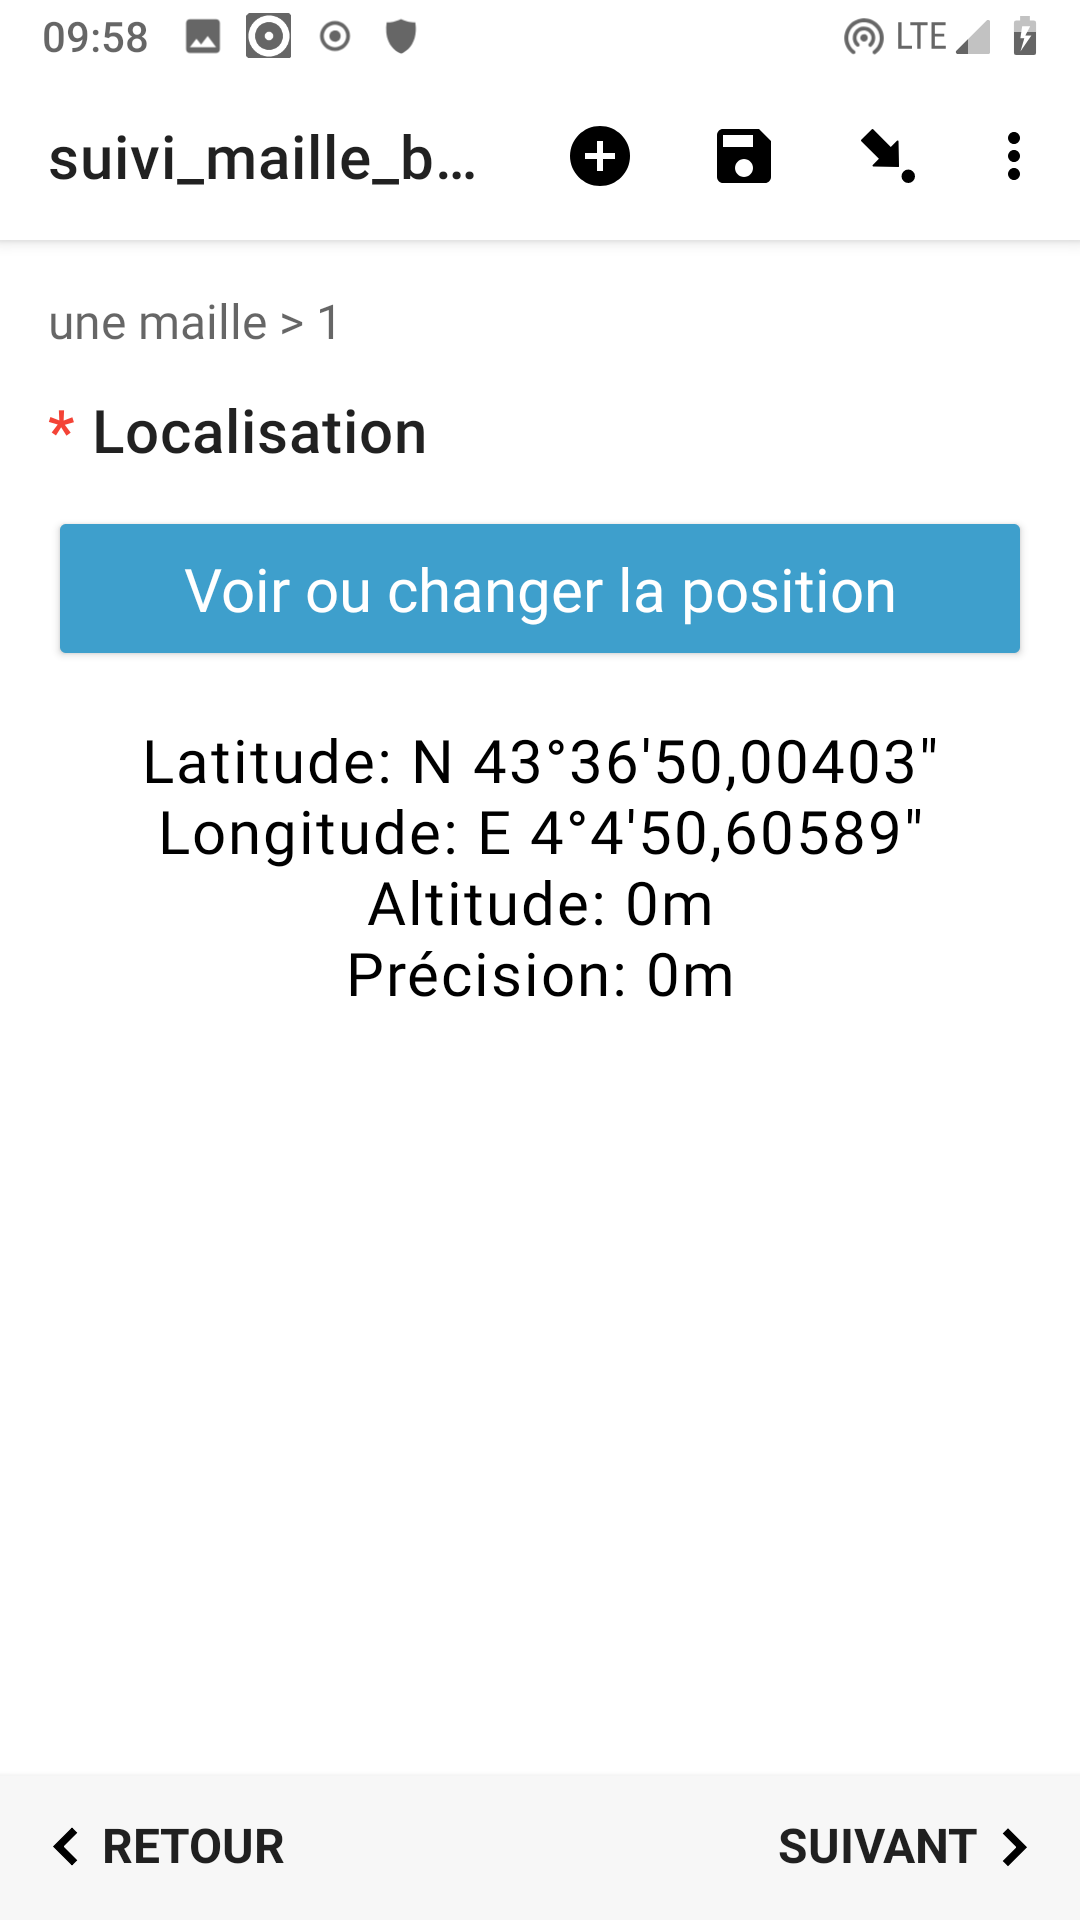 09:58 LTE
suivi_maille_b...
une maille > 1
* Localisation
Voir ou changer la position
Latitude: N 43°36'50,00403"
Longitude: E 4°4'50,60589"
Altitude: 0m
Précision: 0m
RETOUR SUIVANT